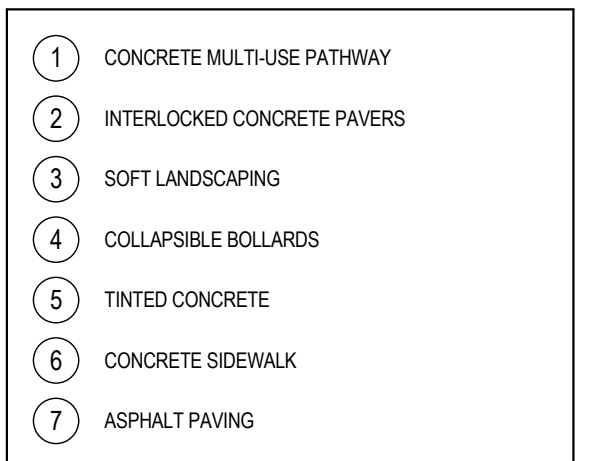 1 CONCRETE MULTI-USE PATHWAY
2 INTERLOCKED CONCRETE PAVERS
3 SOFT LANDSCAPING
4 COLLAPSIBLE BOLLARDS
5 TINTED CONCRETE
6 CONCRETE SIDEWALK
7 ASPHALT PAVING